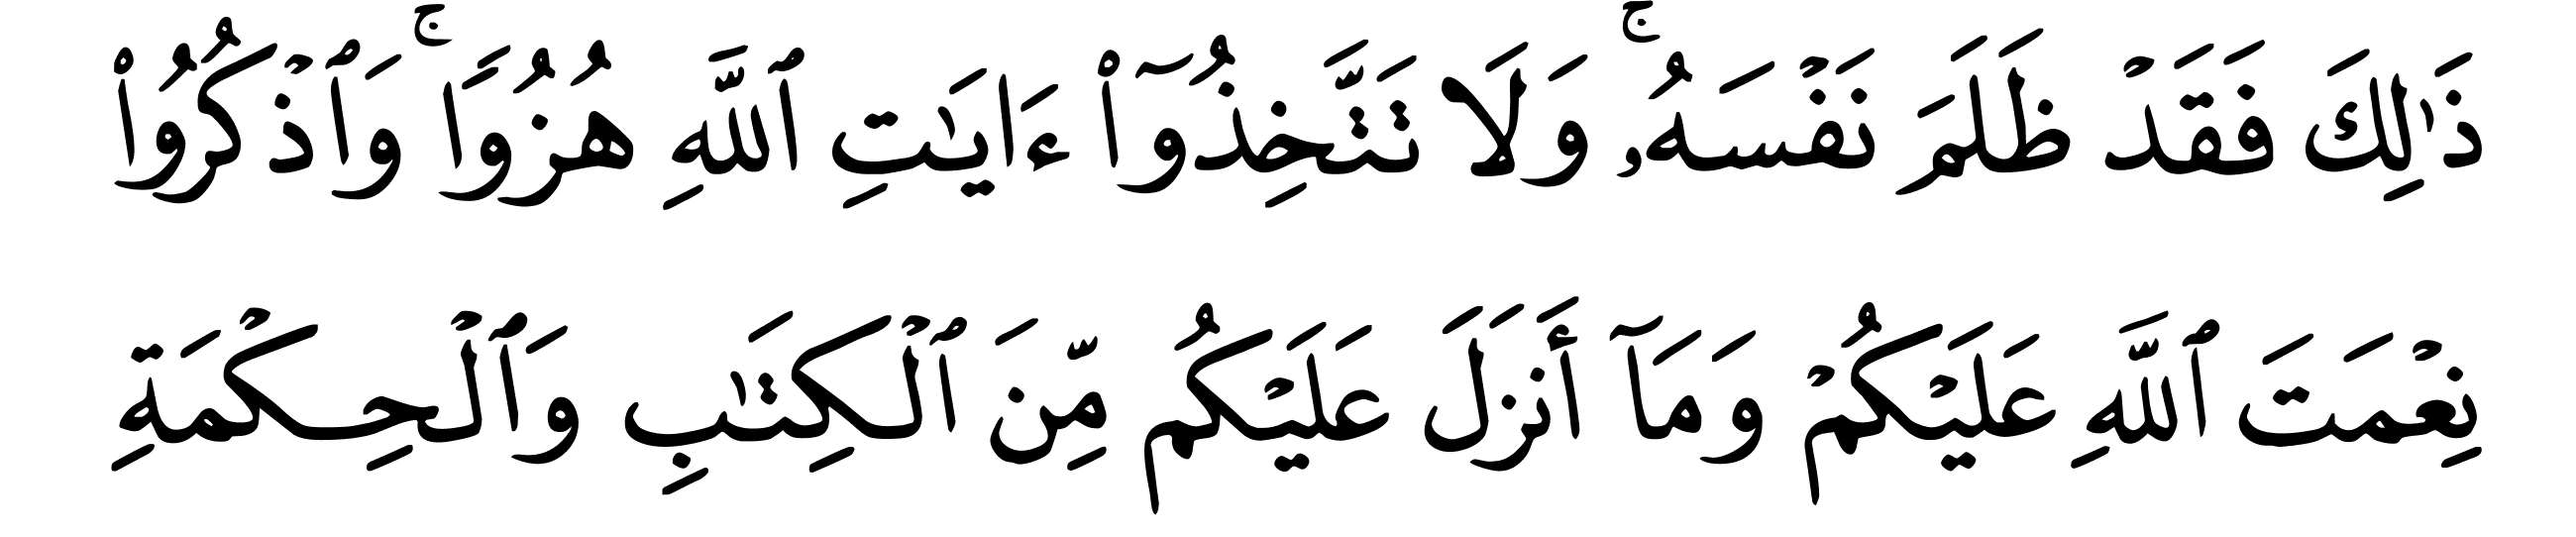 ذَٰلِكَ فَقَدۡ ظَلَمَ نَفۡسَهُۥۚ وَلَا تَتَّخِذُوٓاْ ءَايَٰتِ ٱللَّهِ هُزُوٗاۚ وَٱذۡكُرُواْ
نِعۡمَتَ ٱللَّهِ عَلَيۡكُمۡ وَمَآ أَنزَلَ عَلَيۡكُم مِّنَ ٱلۡكِتَٰبِ وَٱلۡحِكۡمَةِ